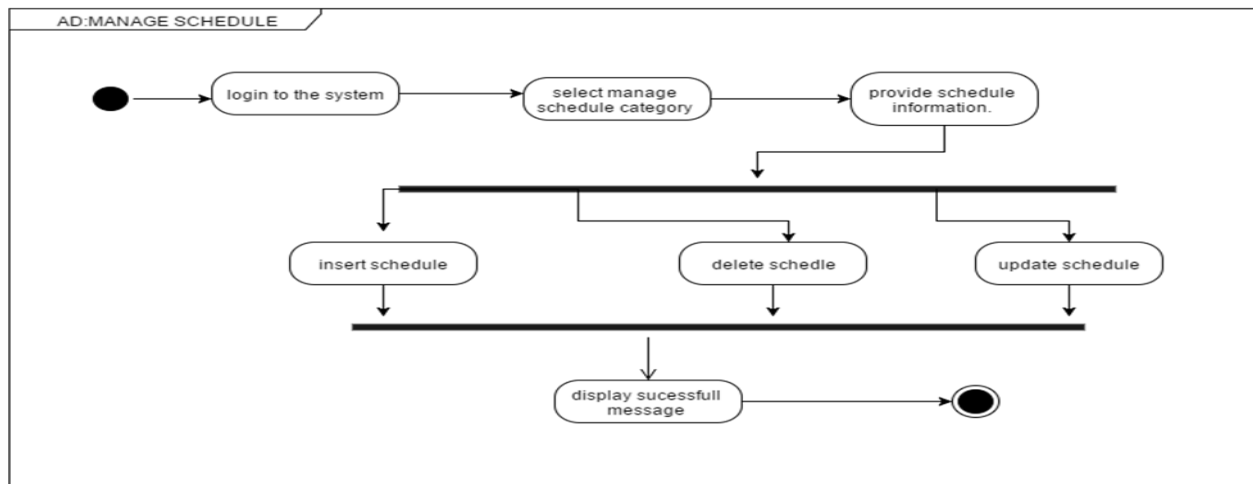 AD:MANAGE SCHEDULE
login to the system
select manage
schedule category
provide schedule
information.
insert schedule
delete schedle
update schedule
display sucessfull
message